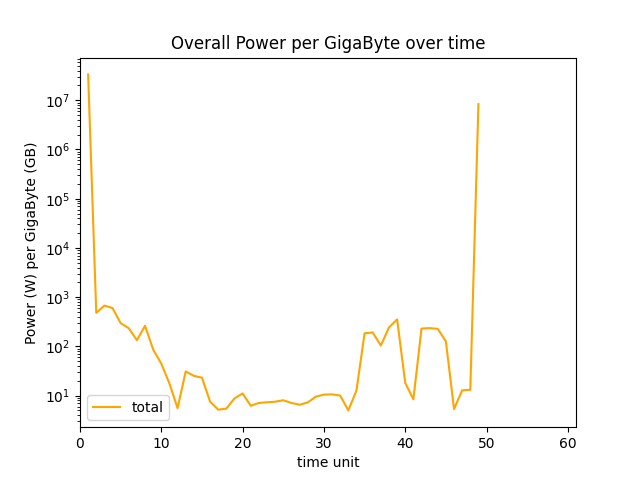 Overall Power per GigaByte over time
Power (W) per GigaByte (GB)
10⁷
10⁶
10⁵
10⁴
10³
10²
10¹
total
0 10 20 30 40 50 60
time unit